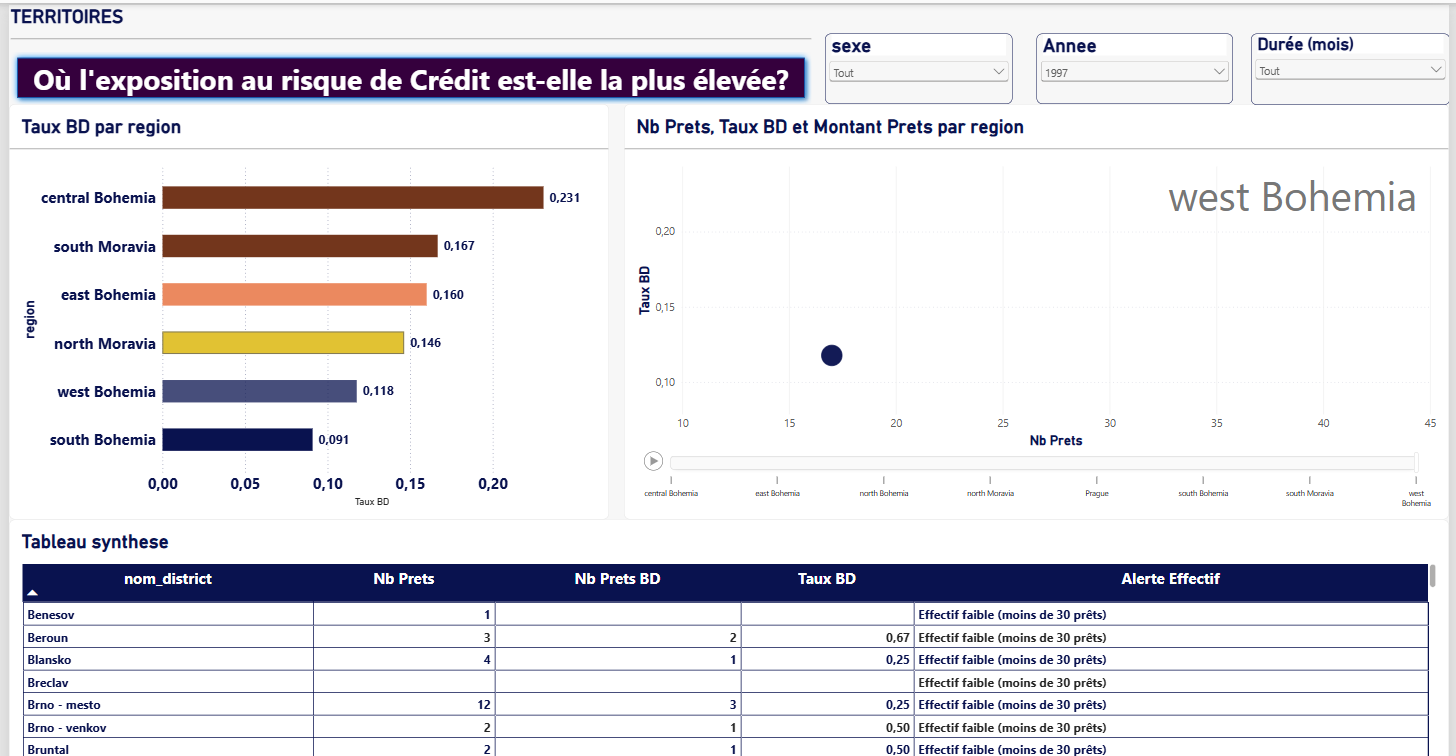 TERRITOIRES
Où l'exposition au risque de Crédit est-elle la plus élevée?
sexe
Tout
Annee
1997
Durée (mois)
Tout
Taux BD par region
region
central Bohemia 0,231
south Moravia 0,167
east Bohemia 0,160
north Moravia 0,146
west Bohemia 0,118
south Bohemia 0,091
0,00 0,05 0,10 0,15 0,20
Taux BD
Nb Prets, Taux BD et Montant Prets par region
west Bohemia
Taux BD
0,20
0,15
0,10
10 15 20 25 30 35 40 45
Nb Prets
central Bohemia east Bohemia north Bohemia north Moravia Prague south Bohemia south Moravia west
Bohemia
Tableau synthese
nom_district Nb Prets Nb Prets BD Taux BD Alerte Effectif
Benesov 1 Effectif faible (moins de 30 prêts)
Beroun 3 2 0,67 Effectif faible (moins de 30 prêts)
Blansko 4 1 0,25 Effectif faible (moins de 30 prêts)
Breclav Effectif faible (moins de 30 prêts)
Brno - mesto 12 3 0,25 Effectif faible (moins de 30 prêts)
Brno - venkov 2 1 0,50 Effectif faible (moins de 30 prêts)
Bruntal 2 1 0,50 Effectif faible (moins de 30 prêts)